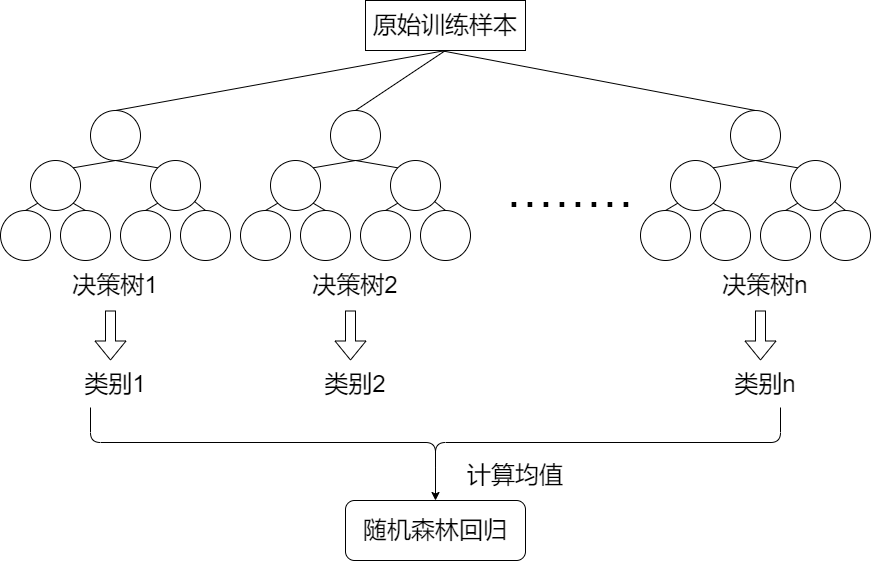 原始训练样本
········
决策树1
决策树2
决策树n
类别1
类别2
类别n
计算均值
随机森林回归